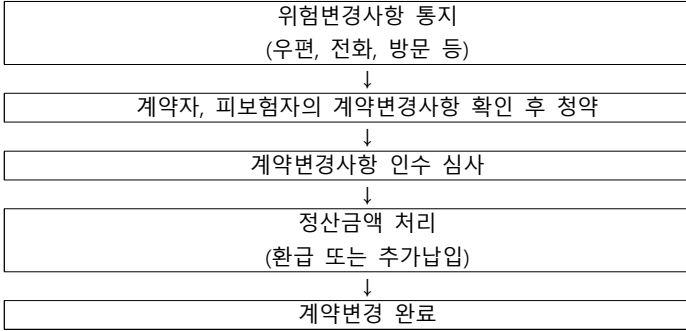 위험변경사항 통지
(우편, 전화, 방문 등)
↓
계약자, 피보험자의 계약변경사항 확인 후 청약
↓
계약변경사항 인수 심사
↓
정산금액 처리
(환급 또는 추가납입)
↓
계약변경 완료